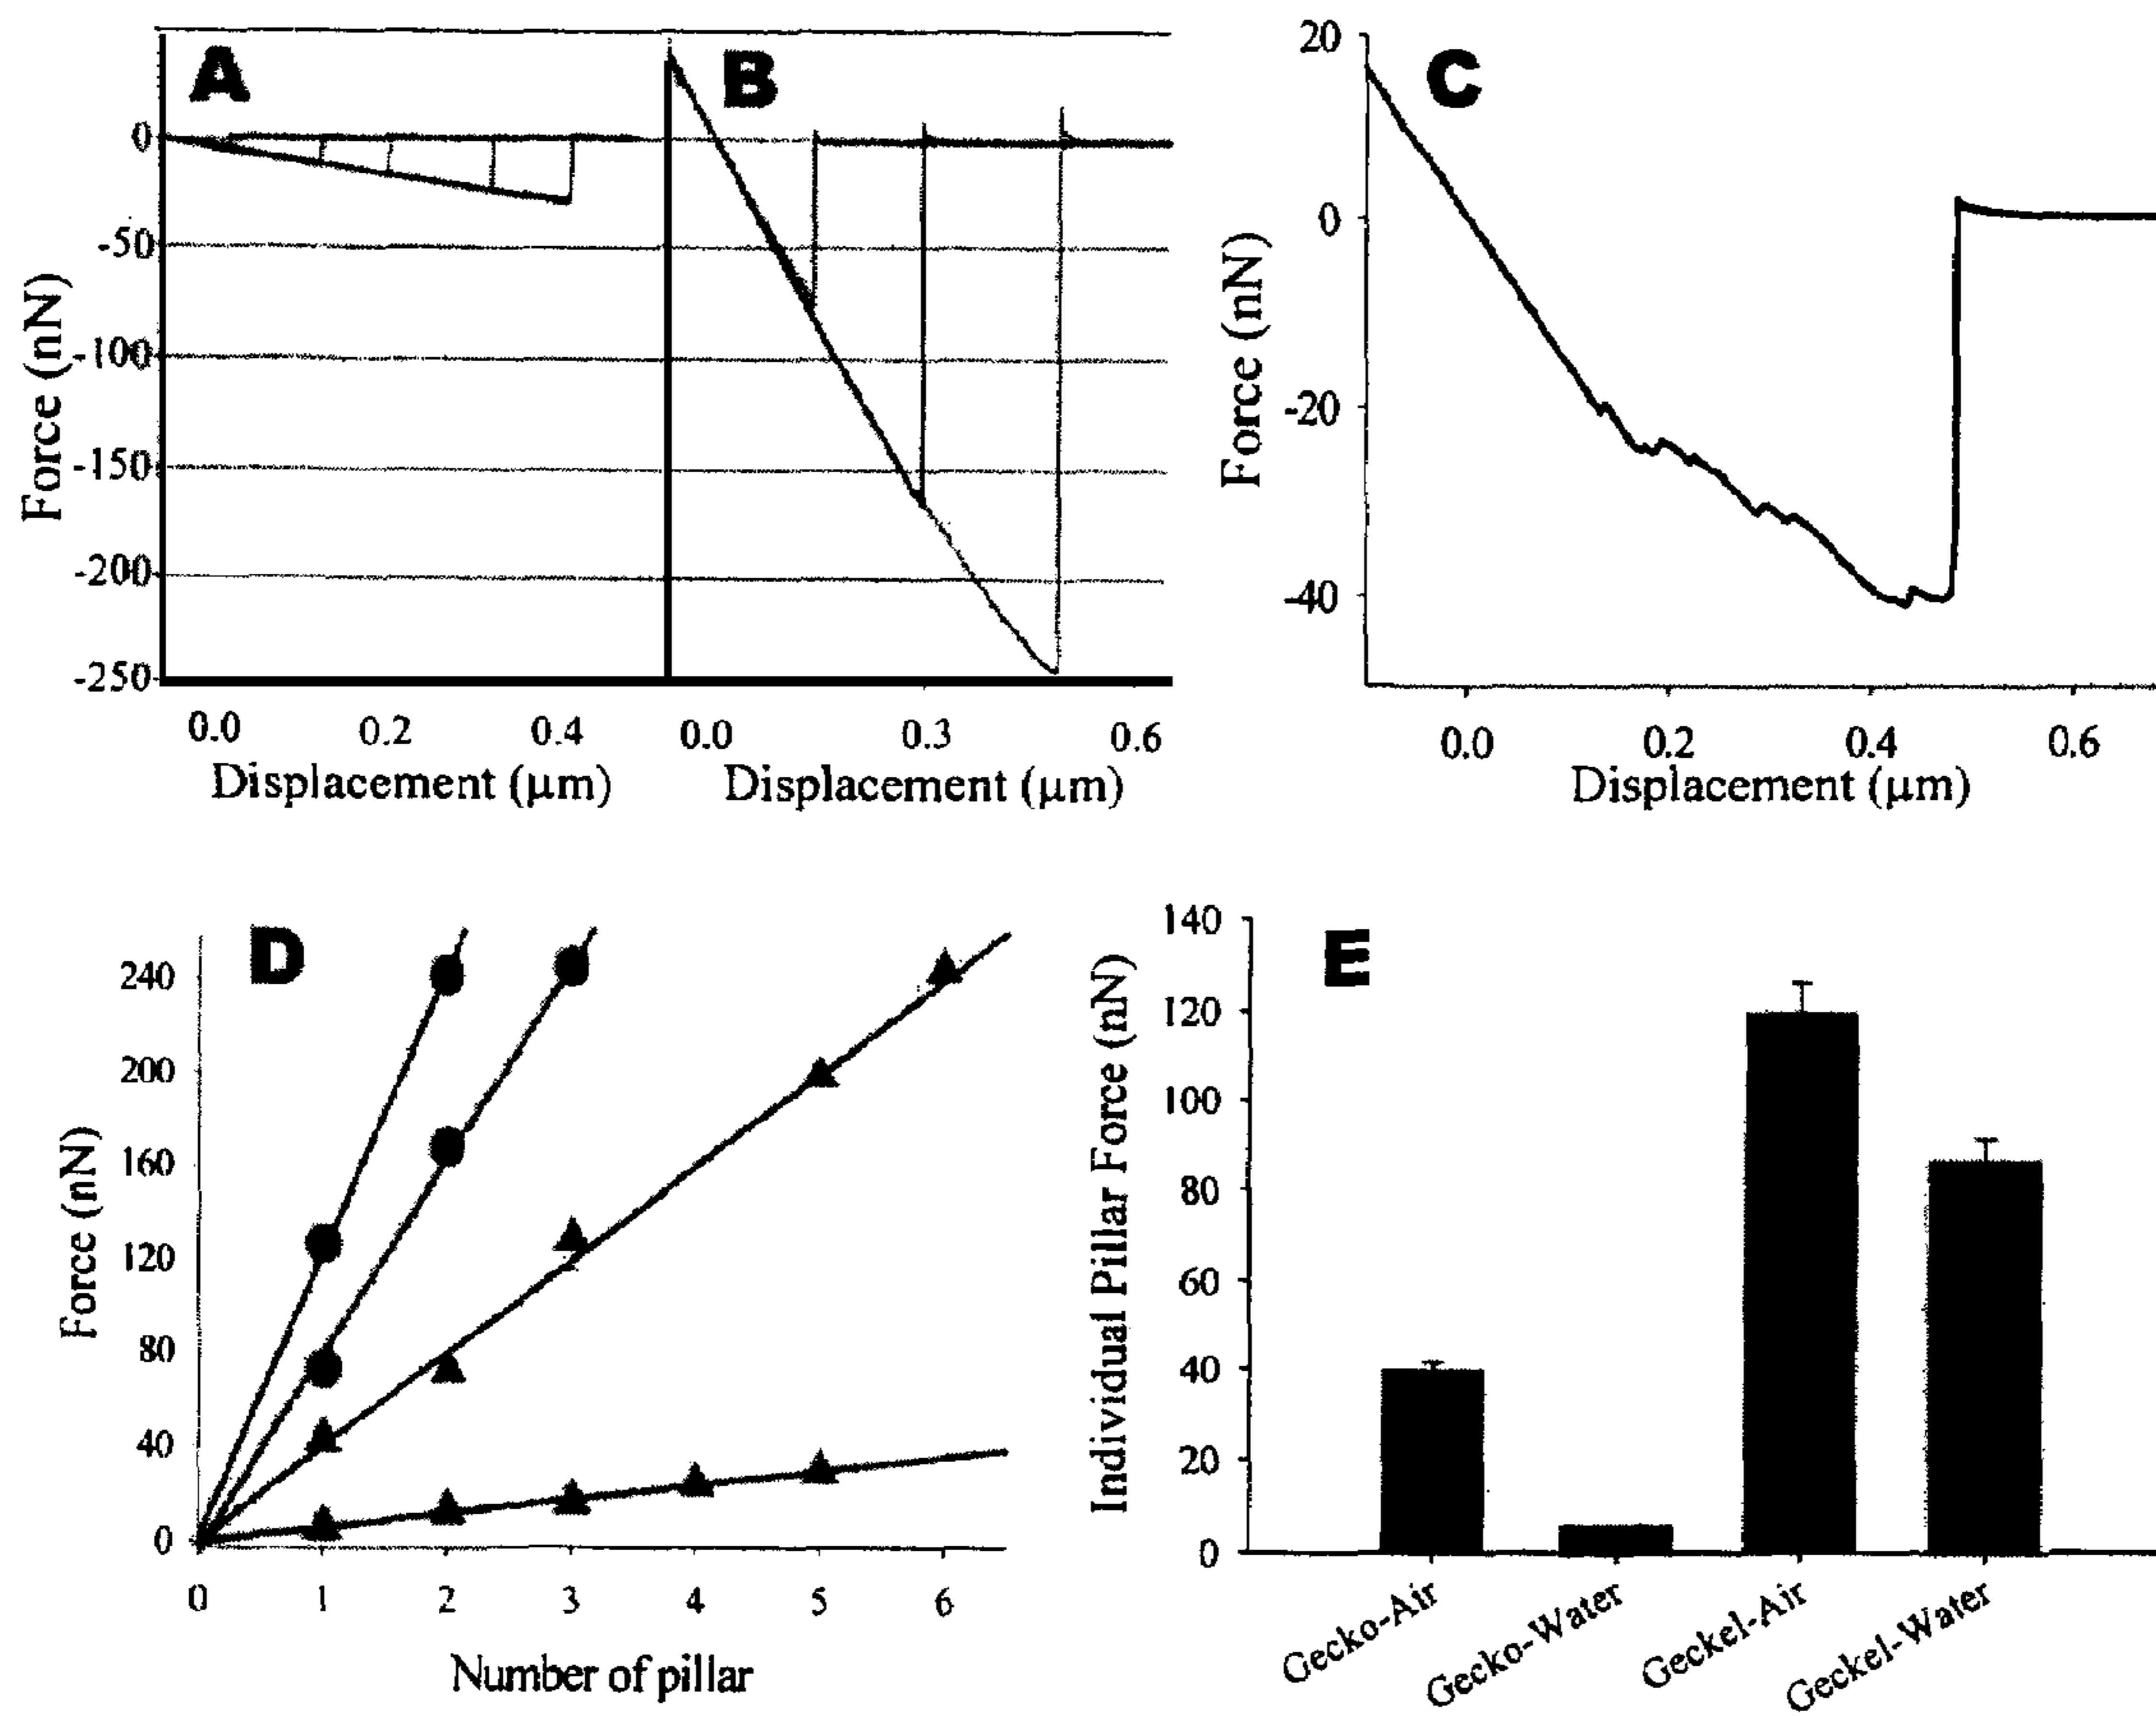 A
B
0
-50
-100
-150
-200
-250
Force (nN)
0.0 0.2 0.4
Displacement (μm)
0.0 0.3 0.6
Displacement (μm)
C
20
0
-20
-40
Force (nN)
0.0 0.2 0.4 0.6
Displacement (μm)
D
240
200
160
120
80
40
0
Force (nN)
0 1 2 3 4 5 6
Number of pillar
E
140
120
100
80
60
40
20
0
Individual Pillar Force (nN)
Gecko-Air
Gecko-Water
Geckel-Air
Geckel-Water